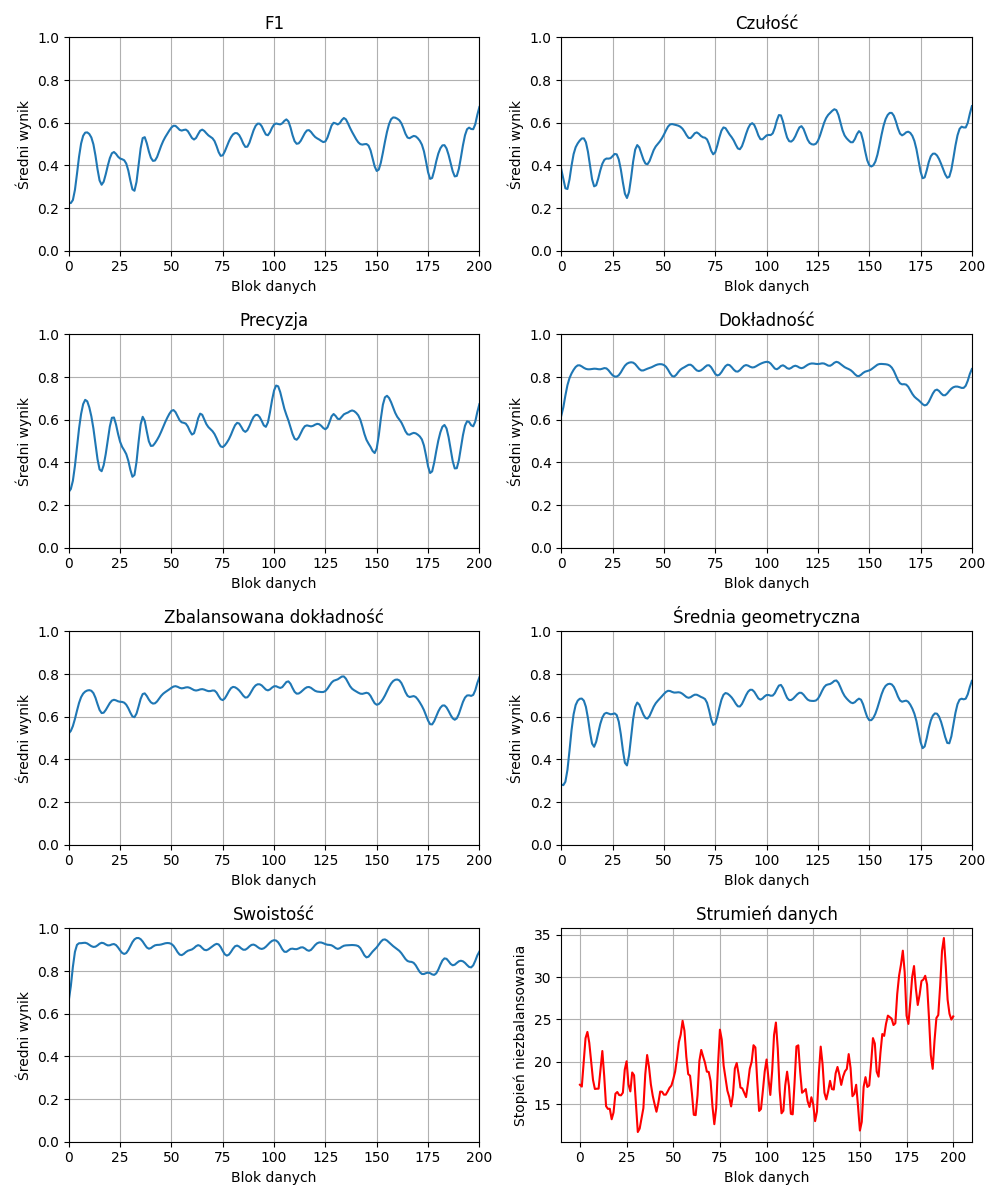 F1
1.0
0.8
0.6
0.4
0.2
0.0
Średni wynik
0 25 50 75 100 125 150 175 200
Blok danych
Czułość
1.0
0.8
0.6
0.4
0.2
0.0
Średni wynik
0 25 50 75 100 125 150 175 200
Blok danych
Precyzja
1.0
0.8
0.6
0.4
0.2
0.0
Średni wynik
0 25 50 75 100 125 150 175 200
Blok danych
Dokładność
1.0
0.8
0.6
0.4
0.2
0.0
Średni wynik
0 25 50 75 100 125 150 175 200
Blok danych
Zbalansowana dokładność
1.0
0.8
0.6
0.4
0.2
0.0
Średni wynik
0 25 50 75 100 125 150 175 200
Blok danych
Średnia geometryczna
1.0
0.8
0.6
0.4
0.2
0.0
Średni wynik
0 25 50 75 100 125 150 175 200
Blok danych
Swoistość
1.0
0.8
0.6
0.4
0.2
0.0
Średni wynik
0 25 50 75 100 125 150 175 200
Blok danych
Strumień danych
35
30
25
20
15
Stopień niezbalansowania
0 25 50 75 100 125 150 175 200
Blok danych